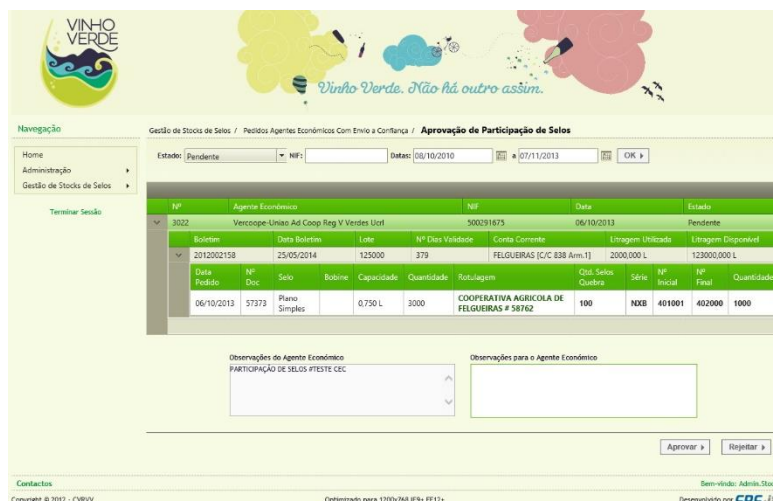 VINHO
VERDE
Vinho Verde. Não há outro assim.
Navegação
Gestão de Stocks de Selos / Pedidos Agentes Económicos Com Envio a Confiança / Aprovação de Participação de Selos
Home
Administração
Gestão de Stocks de Selos
Terminar Sessão
Estado: Pendente NIF: Datas: 08/10/2010 a 07/11/2013 OK
Nº Agente Económico NIF Data Estado
3022 Vercoope-Uniao Ad Coop Reg V Verdes Ucrl 500291675 06/10/2013 Pendente
Boletim Data Boletim Lote Nº Dias Validade Conta Corrente Litragem Utilizada Litragem Disponível
2012002158 25/05/2014 125000 379 FELGUEIRAS [C/C 838 Arm.1] 2000,000 L 123000,000 L
Data Pedido Nº Doc Selo Bobine Capacidade Quantidade Rotulagem Qtd. Selos Quebra Série Nº Inicial Nº Final Quantidade
06/10/2013 57373 Plano Simples 0,750 L 3000 COOPERATIVA AGRICOLA DE FELGUEIRAS # 58762 100 NXB 401001 402000 1000
Observações do Agente Económico
PARTICIPAÇÃO DE SELOS #TESTE CEC
Observações para o Agente Económico
Aprovar Rejeitar
Contactos
Bem-vindo: Admin.Sto
Copyright © 2012 - CVRVV
Optimizado para 1200x768 IE9+ FF12+
Desenvolvido por